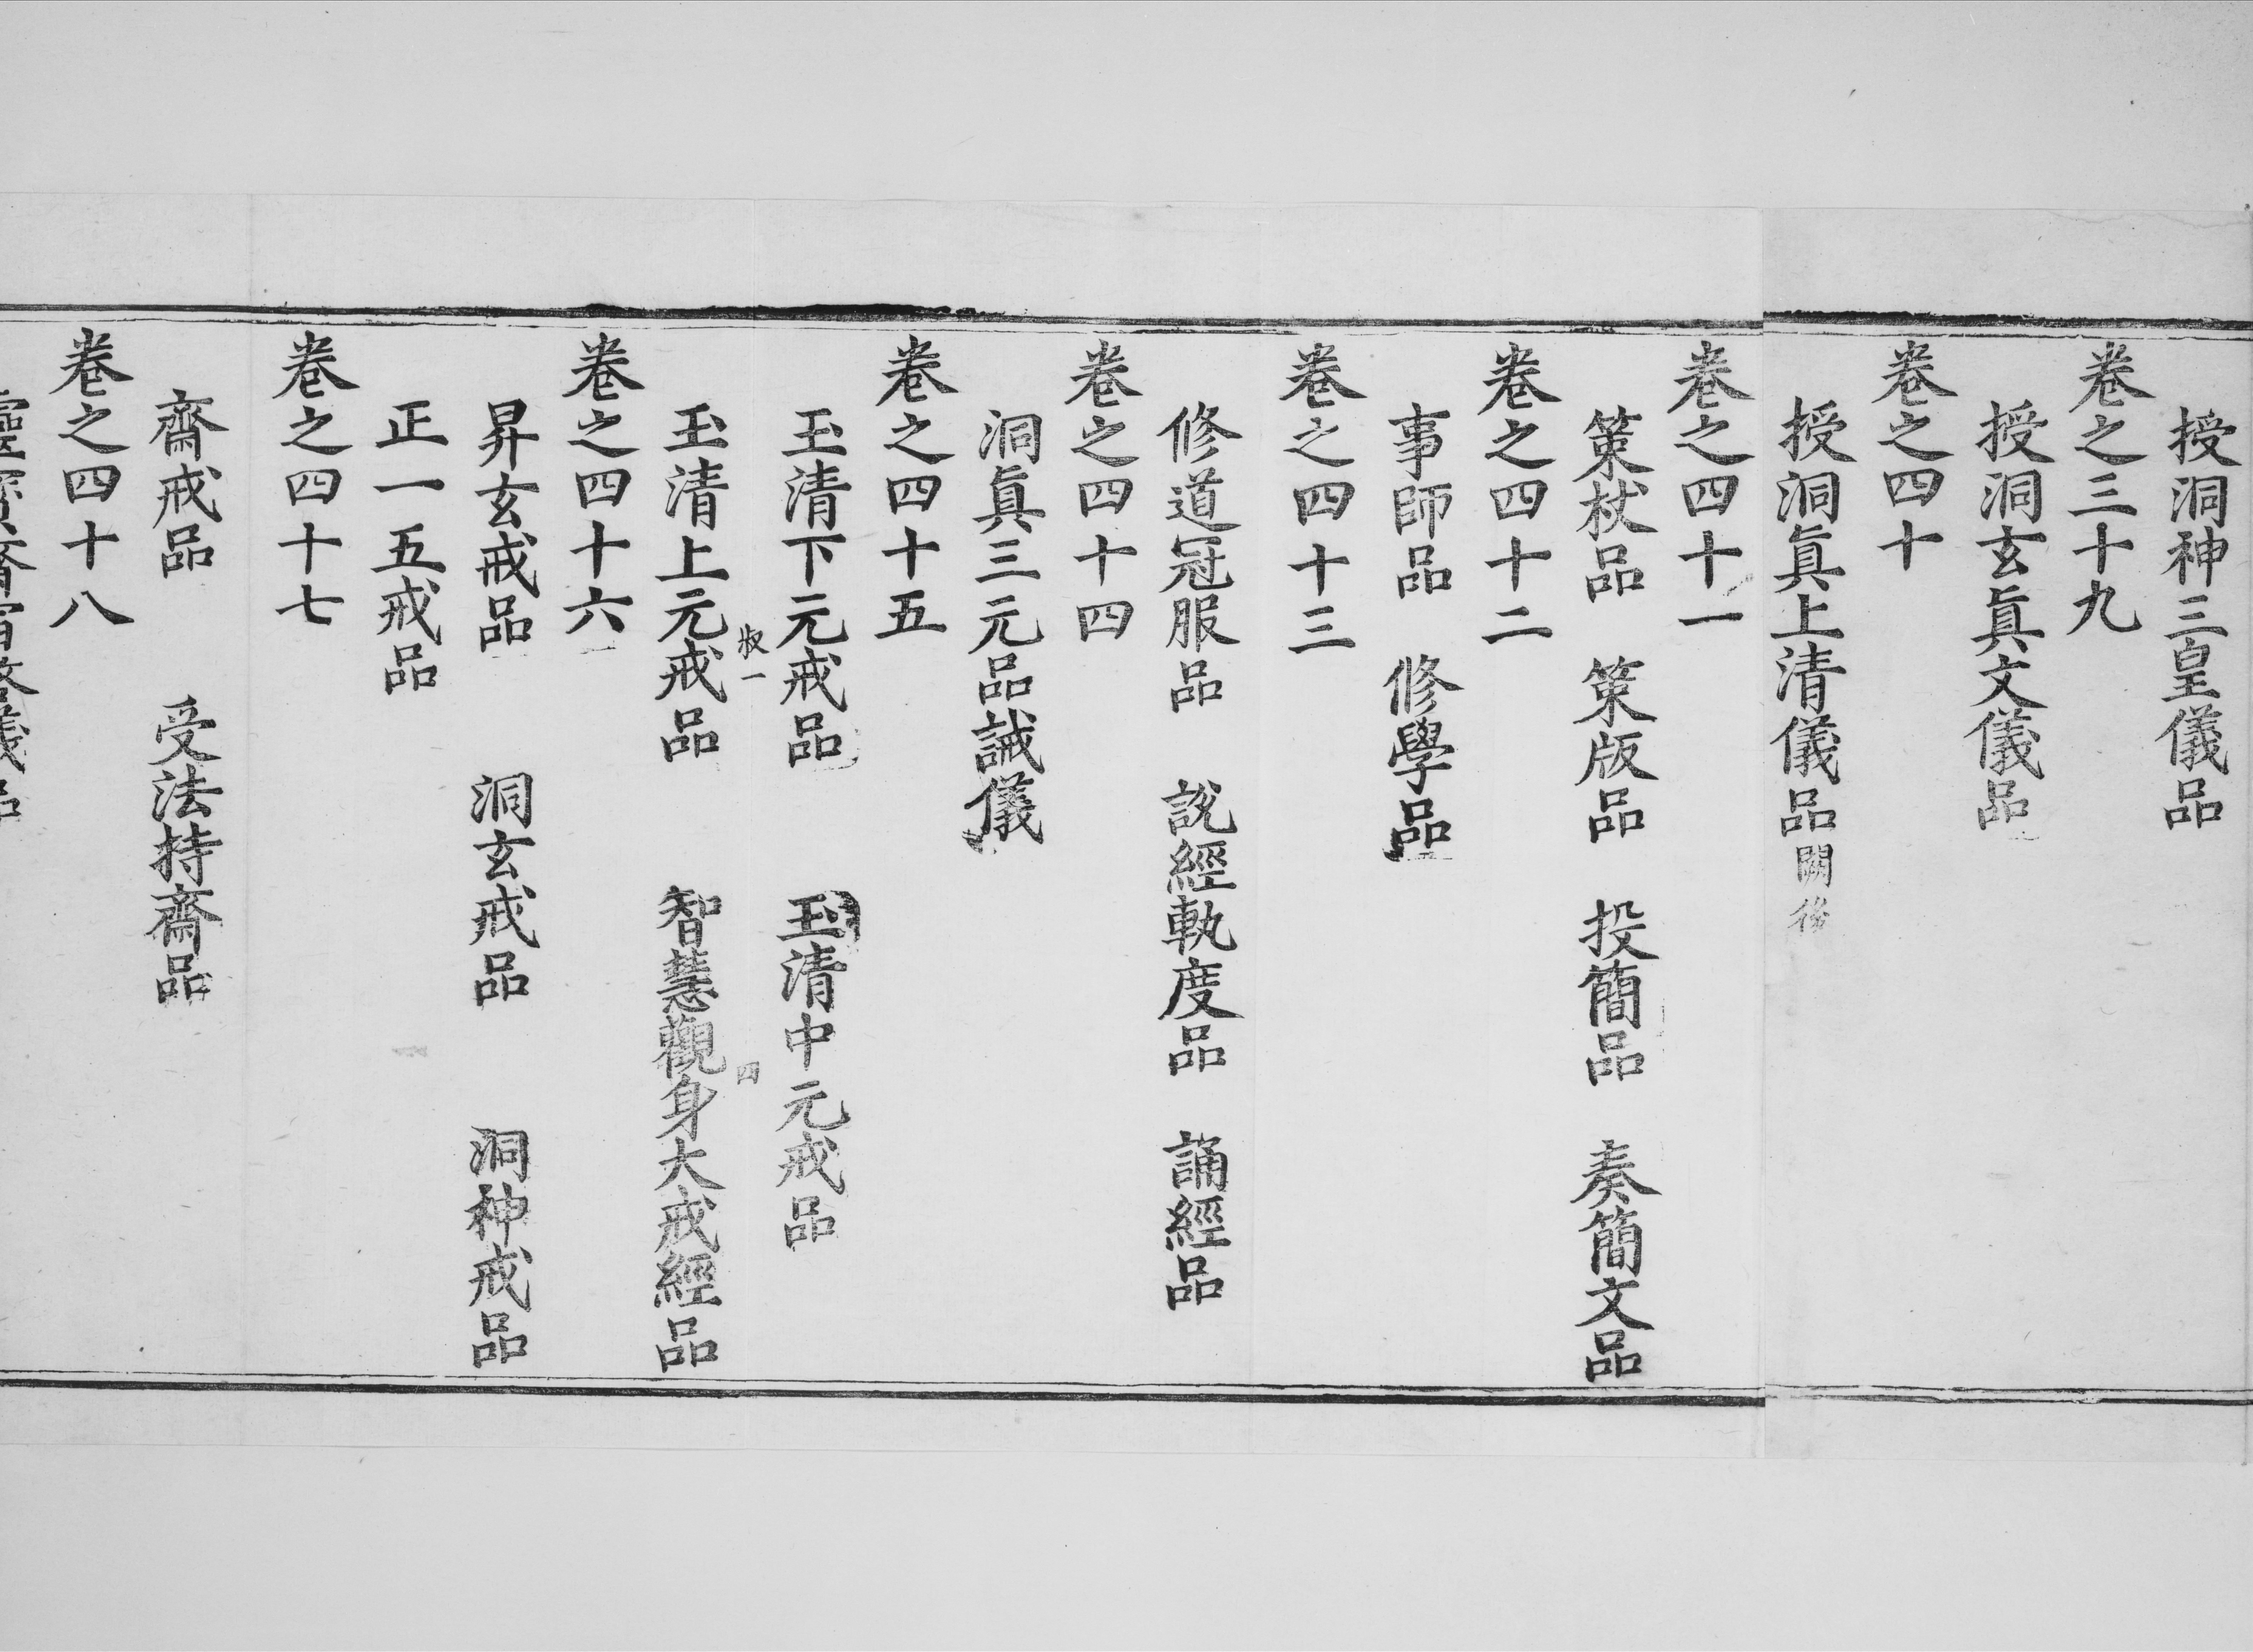 授洞神三皇儀品
卷之三十九
授洞玄眞文儀品
卷之四十
授洞眞上清儀品 闕後
卷之四十一
策杖品 策版品 投簡品 奏簡文品
卷之四十二
事師品 修學品
卷之四十三
修道冠服品 說經軌度品 誦經品
卷之四十四
洞眞三元品誡儀
卷之四十五
玉清下元戒品 玉清中元戒品
玉清上元戒品 智慧觀身大戒經品
卷之四十六
昇玄戒品 洞玄戒品 洞神戒品
正一五戒品
卷之四十七
齋戒品 受法持齋品
卷之四十八